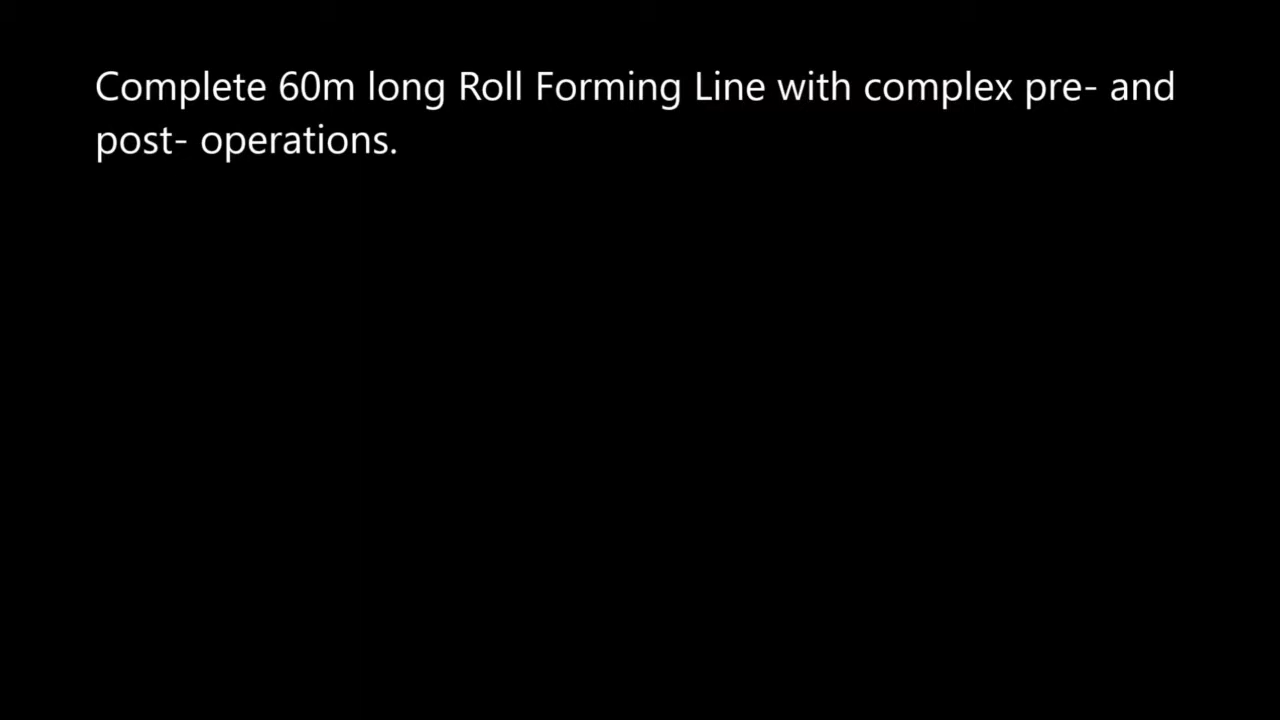 Complete 60m long Roll Forming Line with complex pre- and
post- operations.